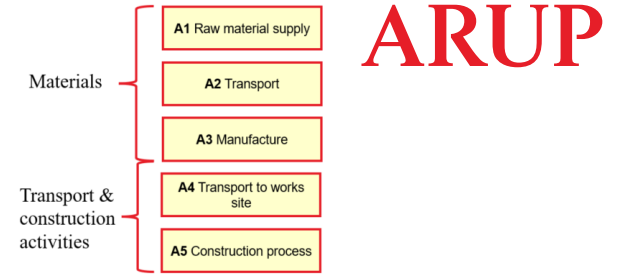 ARUP
A1 Raw material supply
Materials
A2 Transport
A3 Manufacture
Transport &
construction
activities
A4 Transport to works
site
A5 Construction process